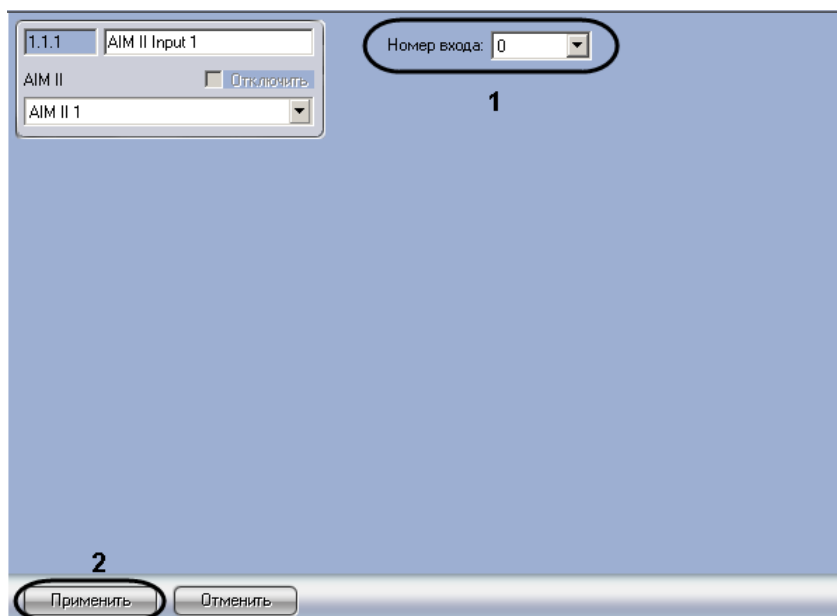 1.1.1 AIM II Input 1
Номер входа: 0
AIM II Отключить
1
AIM II 1
2
Применить Отменить